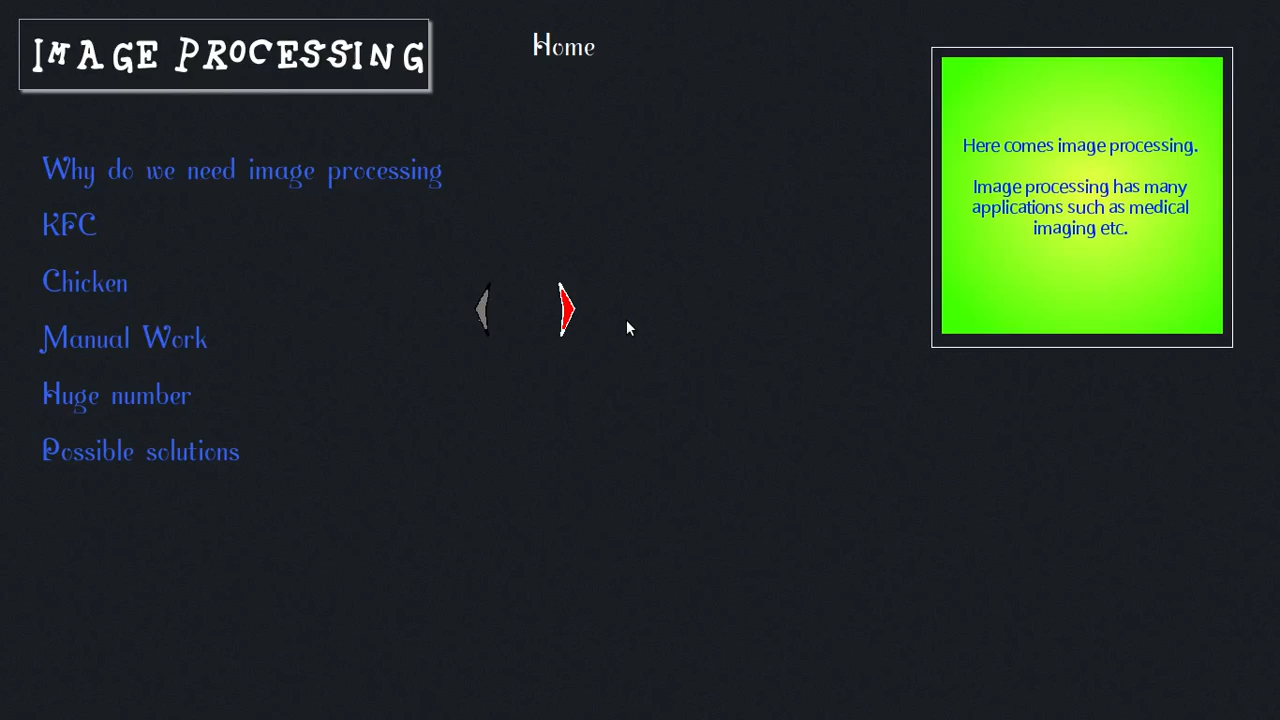 IMAGE PROCESSING
Home
Why do we need image processing
KFC
Chicken
Manual Work
Huge number
Possible solutions
Here comes image processing.
Image processing has many
applications such as medical
imaging etc.